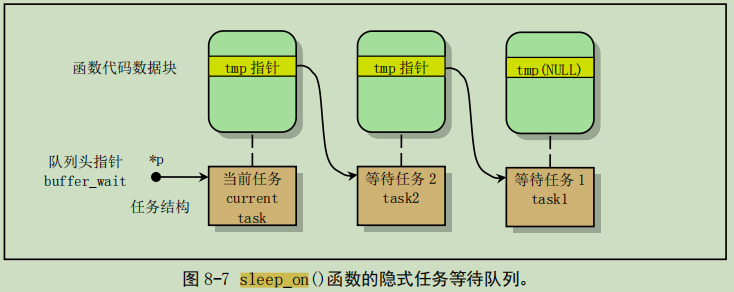 函数代码数据块
tmp 指针
tmp 指针
tmp(NULL)
队列头指针
buffer_wait
*p
任务结构
当前任务
current
task
等待任务 2
task2
等待任务 1
task1
图 8-7 sleep_on()函数的隐式任务等待队列。